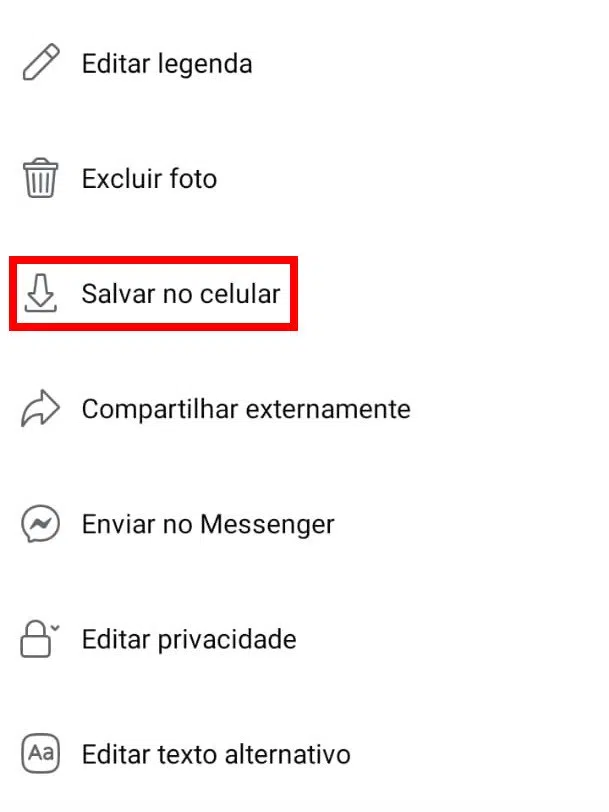 Editar legenda
Excluir foto
Salvar no celular
Compartilhar externamente
Enviar no Messenger
Editar privacidade
Aa Editar texto alternativo